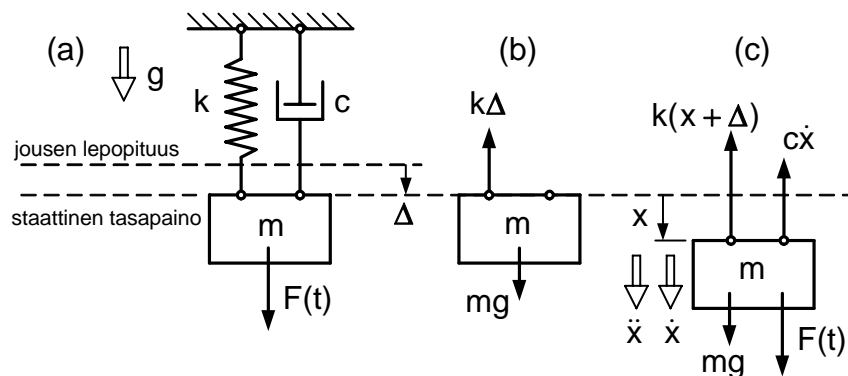 (a)
g
k
c
jousen lepopituus
staattinen tasapaino
Δ
m
F(t)
(b)
kΔ
m
mg
(c)
k(x + Δ)
cẋ
x
m
ẍ
ẋ
mg
F(t)